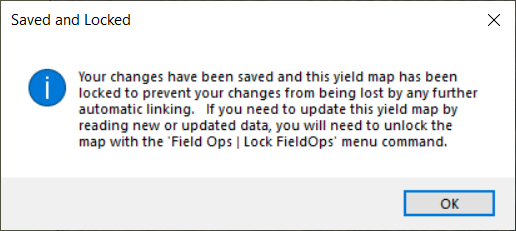 Saved and Locked
Your changes have been saved and this yield map has been
locked to prevent your changes from being lost by any further
automatic linking.   If you need to update this yield map by
reading new or updated data, you will need to unlock the
map with the 'Field Ops | Lock FieldOps' menu command.
OK